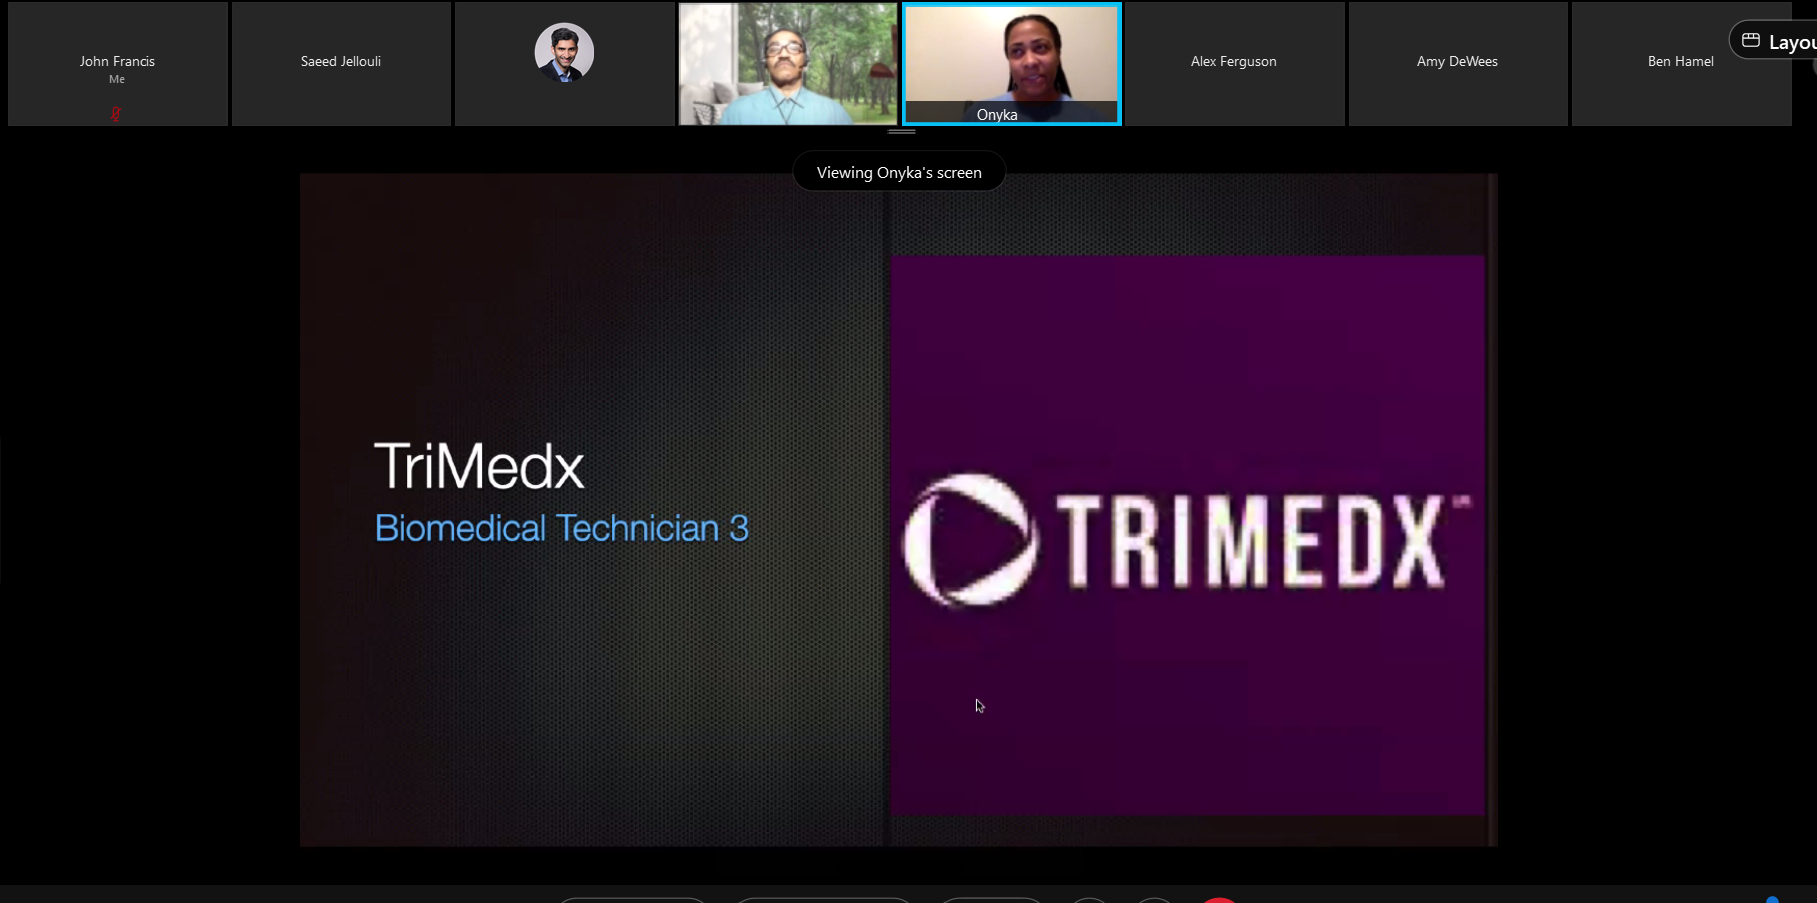 John Francis
Me
Saeed Jellouli
Onyka
Alex Ferguson
Amy DeWees
Ben Hamel
Layou
Viewing Onyka's screen
TriMedx
Biomedical Technician 3
TRIMEDX